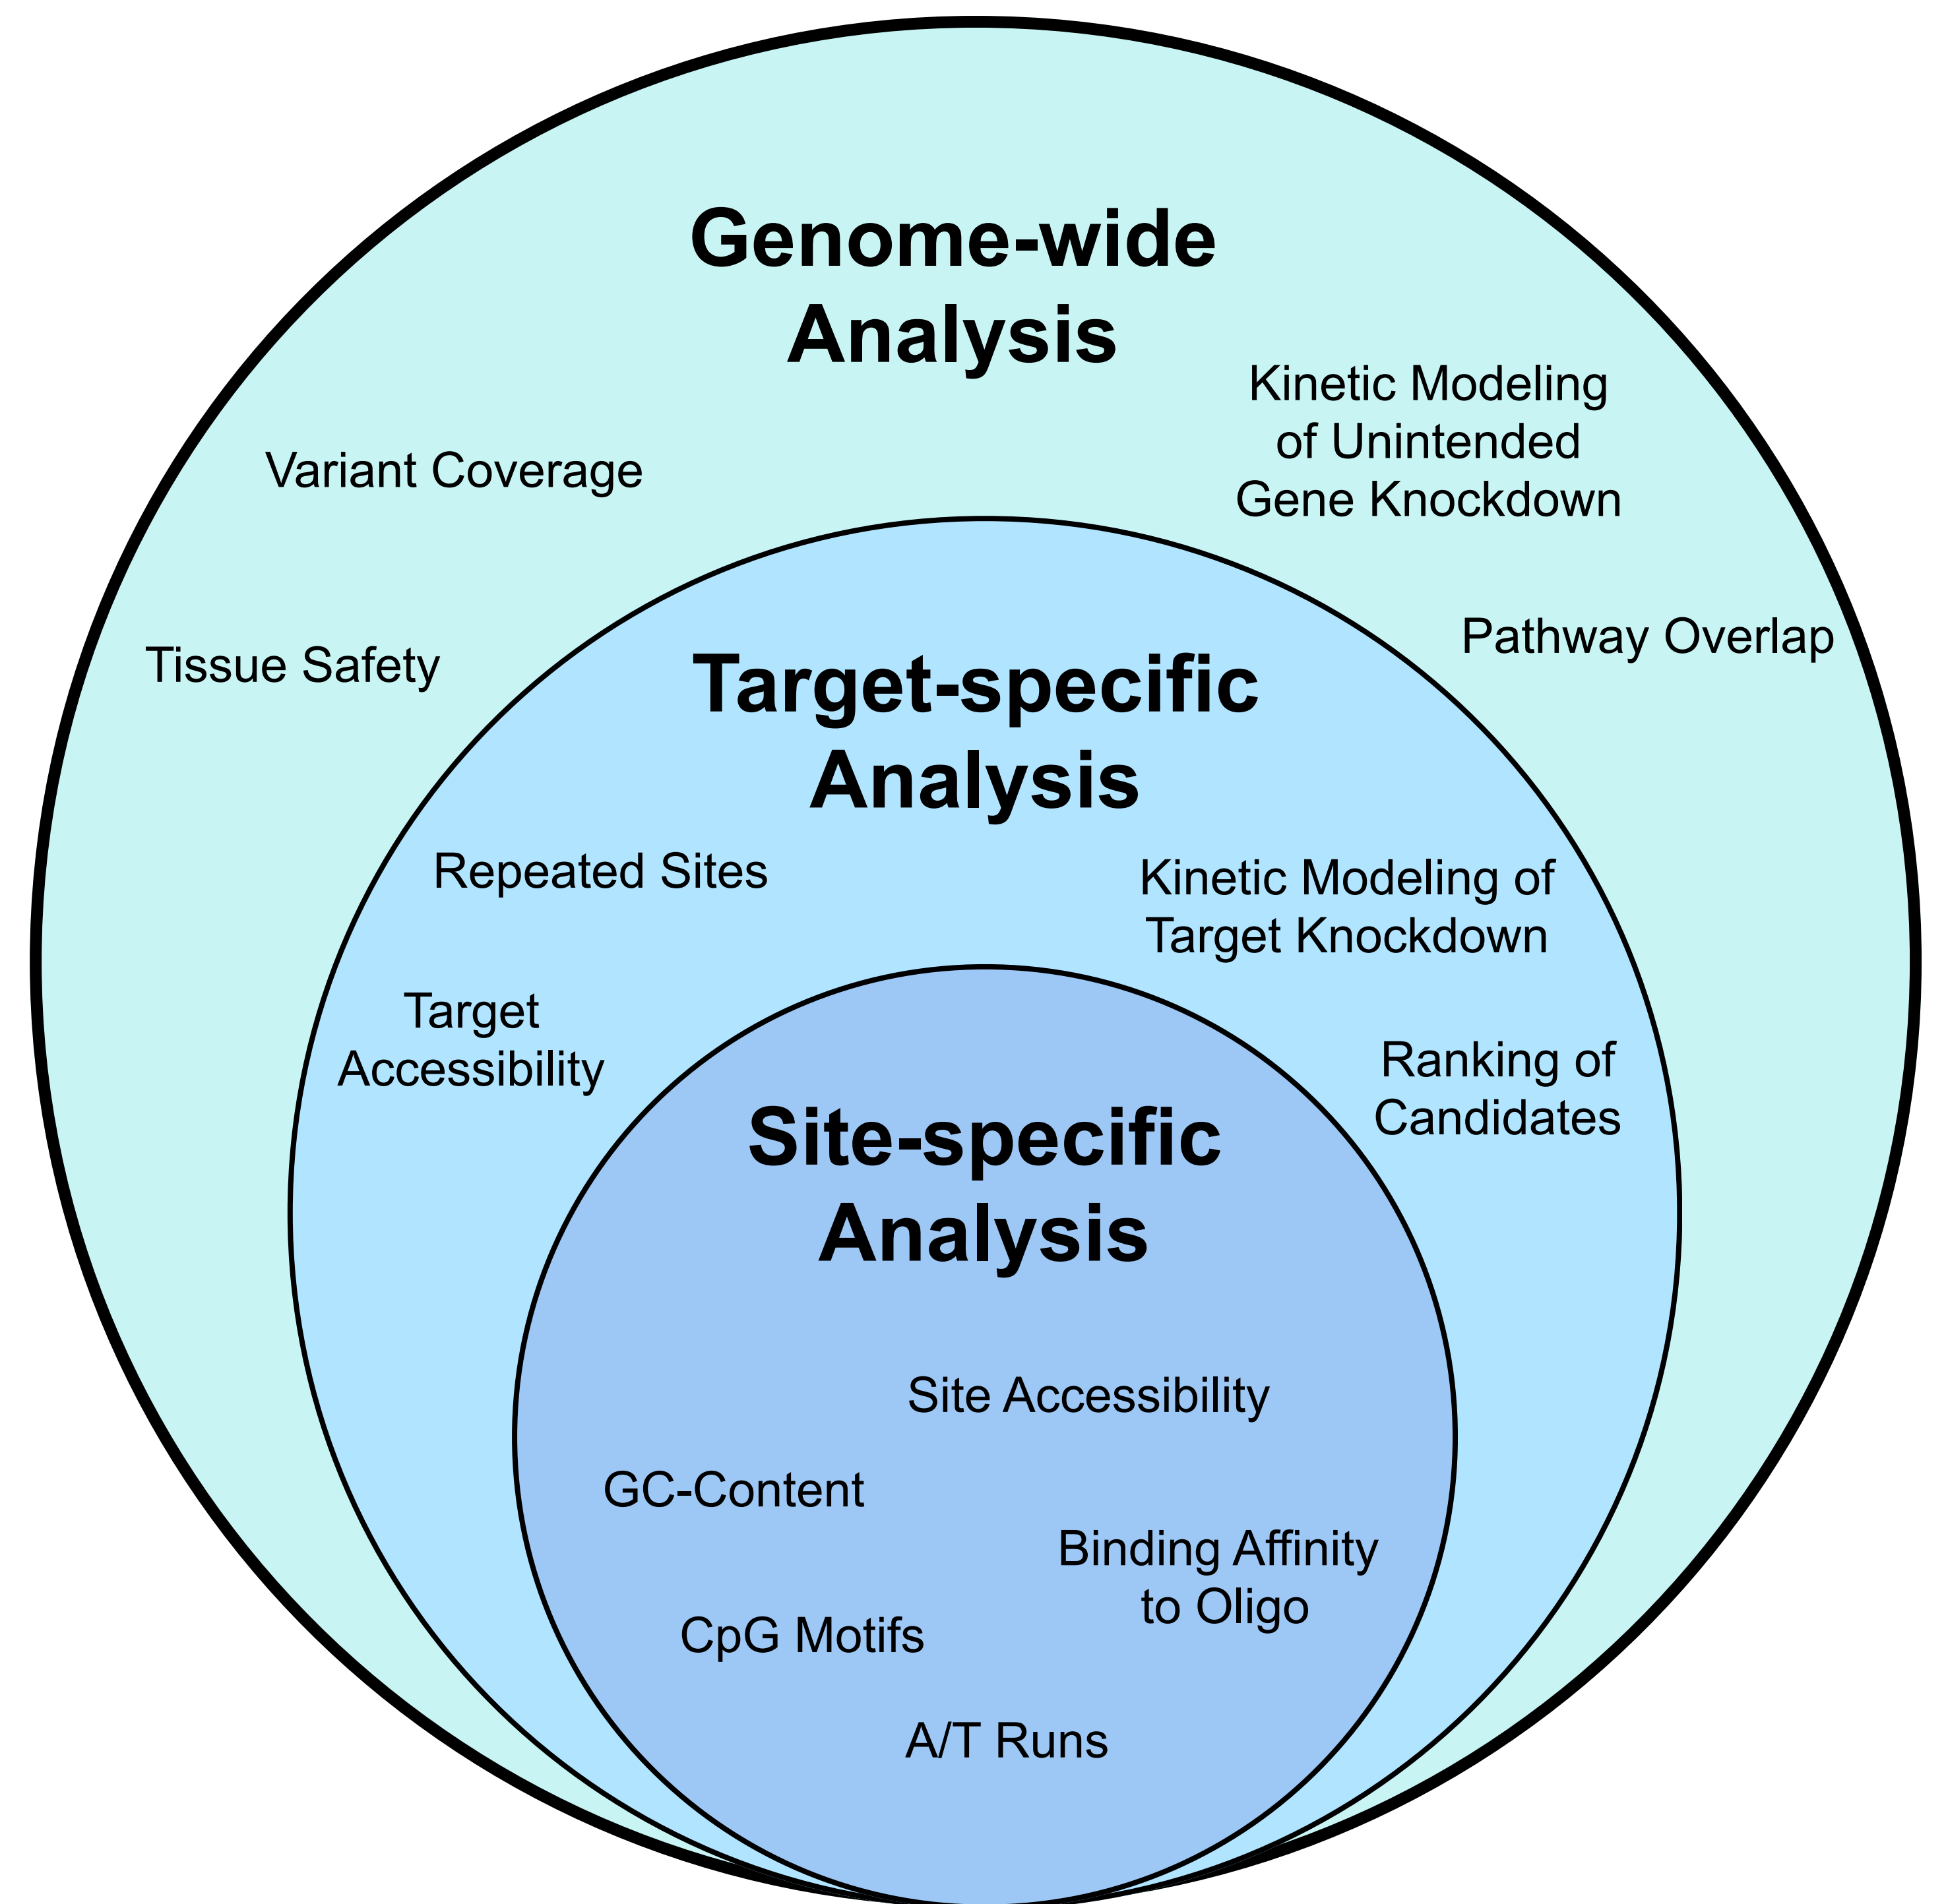 Genome-wide
Analysis
Variant Coverage
Kinetic Modeling
of Unintended
Gene Knockdown
Tissue Safety
Pathway Overlap
Target-specific
Analysis
Repeated Sites
Kinetic Modeling of
Target Knockdown
Target
Accessibility
Ranking of
Candidates
Site-specific
Analysis
Site Accessibility
GC-Content
Binding Affinity
to Oligo
CpG Motifs
A/T Runs